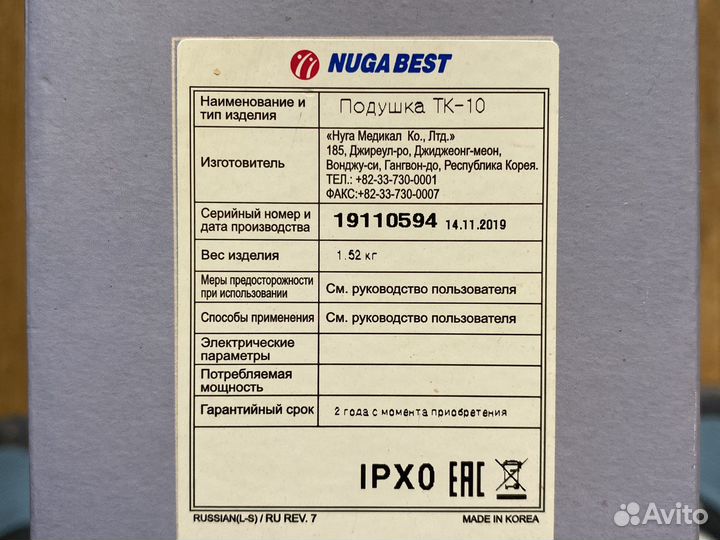 NUGA BEST
Наименование и
тип изделия
Подушка ТК-10
Изготовитель
«Нуга Медикал Ко., Лтд.»
185, Джиреул-ро, Джиджеонг-меон,
Вонджу-си, Гангвон-до, Республика Корея.
ТЕЛ.: +82-33-730-0001
ФАКС:+82-33-730-0007
Серийный номер и
дата производства
19110594 14.11.2019
Вес изделия
1.52 кг
Меры предосторожности
при использовании
См. руководство пользователя
Способы применения
См. руководство пользователя
Электрические
параметры
Потребляемая
мощность
Гарантийный срок
2 года с момента приобретения
IPX0 EAC
RUSSIAN(L-S) / RU REV. 7
MADE IN KOREA
Avito